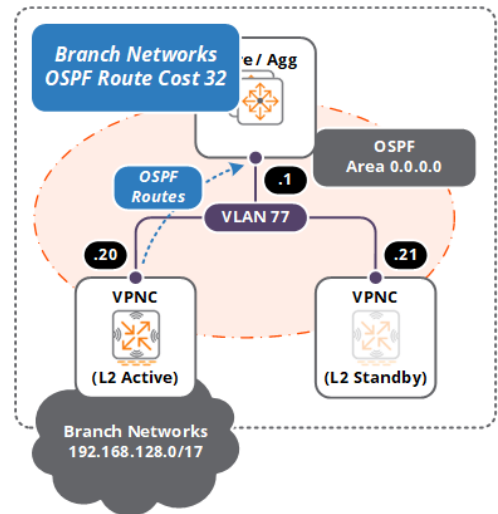 Branch Networks
OSPF Route Cost 32
/ Agg
OSPF
Area 0.0.0.0
.1
OSPF
Routes
VLAN 77
.20
.21
VPNC
(L2 Active)
VPNC
(L2 Standby)
Branch Networks
192.168.128.0/17